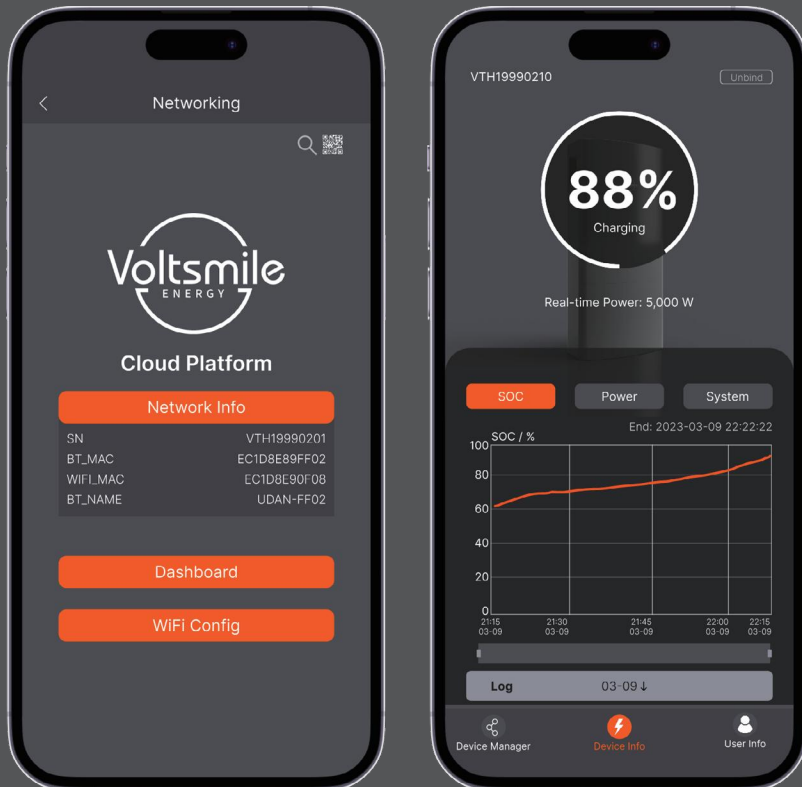 Networking
Voltsmile
ENERGY
Cloud Platform
Network Info
SN VTH19990201
BT_MAC EC1D8E89FF02
WIFI_MAC EC1D8E90F08
BT_NAME UDAN-FF02
Dashboard
WiFi Config
VTH19990210 Unbind
88%
Charging
Real-time Power: 5,000 W
SOC Power System
End: 2023-03-09 22:22:22
SOC / %
100
80
60
40
20
0
21:15 21:30 21:45 22:00 22:15
03-09 03-09 03-09 03-09 03-09
Log 03-09↓
Device Manager Device Info User Info